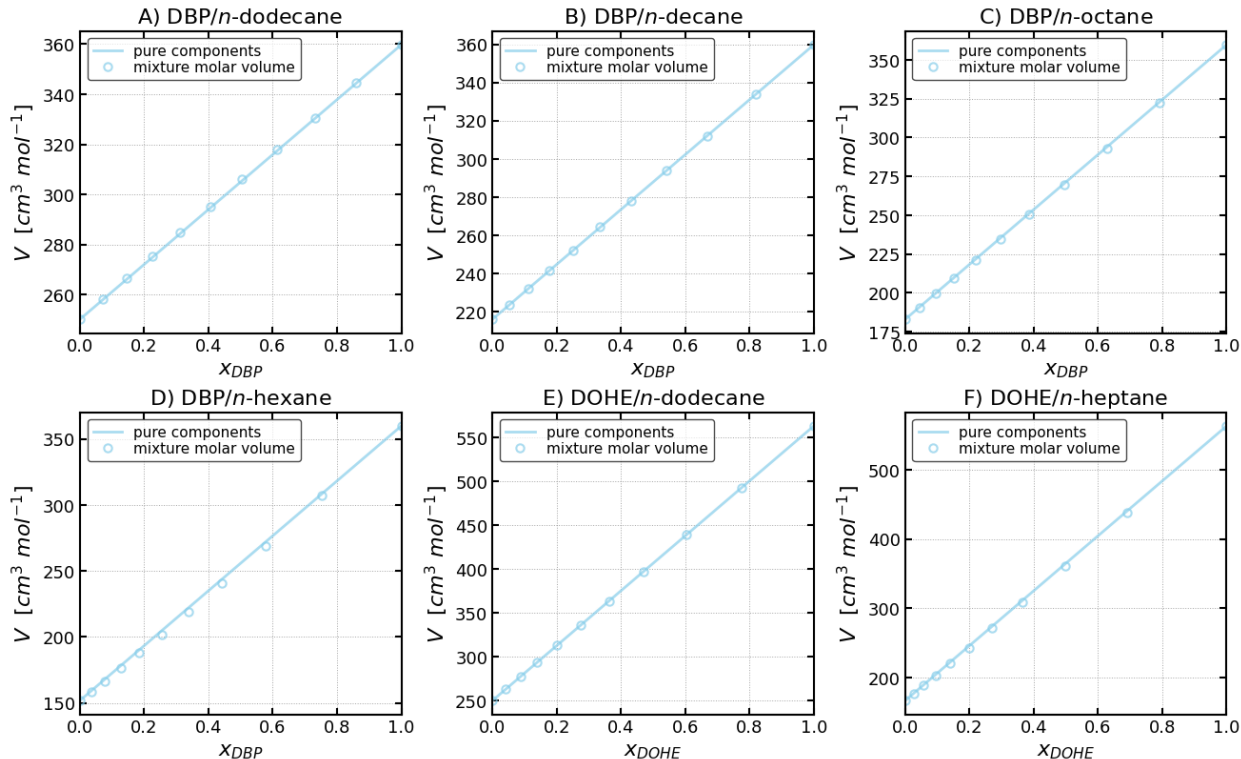 A) DBP/n-dodecane
V [cm³ mol⁻¹]
360
340
320
300
280
260
pure components
mixture molar volume
0.0 0.2 0.4 0.6 0.8 1.0
x_DBP
B) DBP/n-decane
V [cm³ mol⁻¹]
360
340
320
300
280
260
240
220
pure components
mixture molar volume
0.0 0.2 0.4 0.6 0.8 1.0
x_DBP
C) DBP/n-octane
V [cm³ mol⁻¹]
350
325
300
275
250
225
200
175
pure components
mixture molar volume
0.0 0.2 0.4 0.6 0.8 1.0
x_DBP
D) DBP/n-hexane
V [cm³ mol⁻¹]
350
300
250
200
150
pure components
mixture molar volume
0.0 0.2 0.4 0.6 0.8 1.0
x_DBP
E) DOHE/n-dodecane
V [cm³ mol⁻¹]
550
500
450
400
350
300
250
pure components
mixture molar volume
0.0 0.2 0.4 0.6 0.8 1.0
x_DOHE
F) DOHE/n-heptane
V [cm³ mol⁻¹]
500
400
300
200
pure components
mixture molar volume
0.0 0.2 0.4 0.6 0.8 1.0
x_DOHE